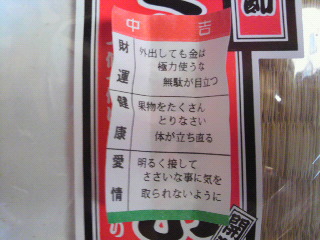 中吉
財運
外出しても金は
極力使うな
無駄が目立つ
健康
果物をたくさん
とりなさい
体が立ち直る
愛情
明るく接して
ささいな事に気を
取られないように